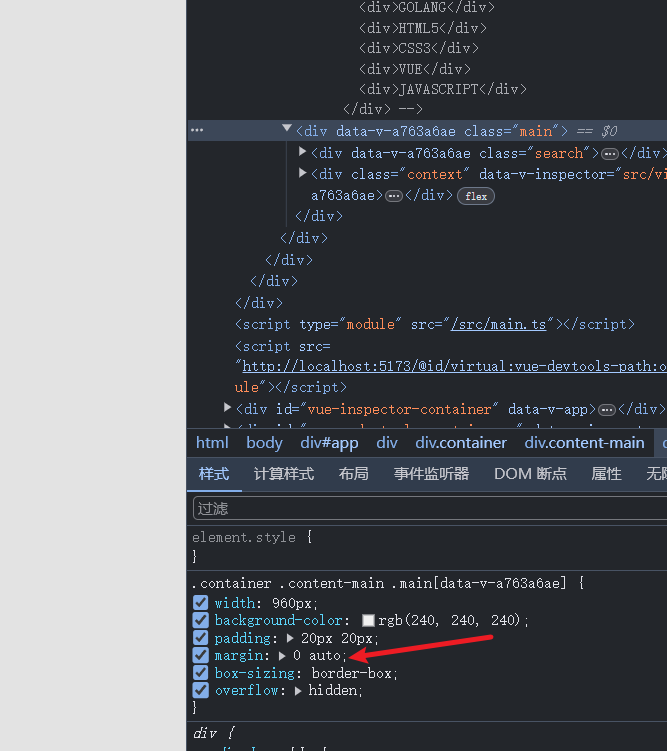 <div>GOLANG</div>
<div>HTML5</div>
<div>CSS3</div>
<div>VUE</div>
<div>JAVASCRIPT</div>
</div> -->
<div data-v-a763a6ae class="main"> == $0
<div data-v-a763a6ae class="search"> </div>
<div class="context" data-v-inspector="src/vi
a763a6ae> </div> flex
</div>
</div>
</div>
</div>
</div>
<script type="module" src="/src/main.ts"></script>
<script src=
"http://localhost:5173/@id/virtual:vue-devtools-path:o
ule"></script>
<div id="vue-inspector-container" data-v-app> </div>
html body div#app div div.container div.content-main
样式 计算样式 布局 事件监听器 DOM 断点 属性 无障
过滤
element.style {
}
.container .content-main .main[data-v-a763a6ae] {
width: 960px;
background-color: rgb(240, 240, 240);
padding: 20px 20px;
margin: 0 auto;
box-sizing: border-box;
overflow: hidden;
}
div {